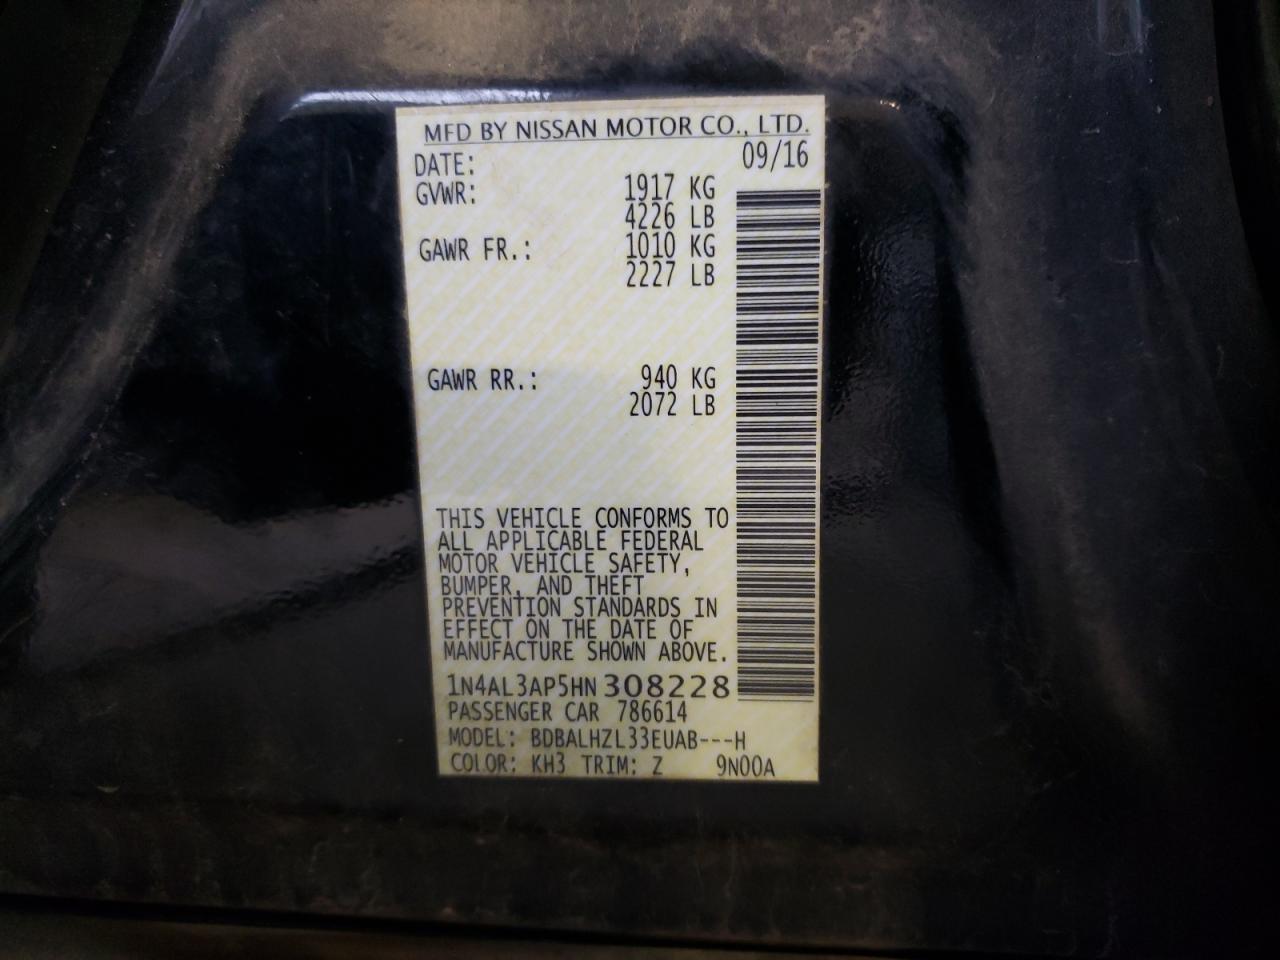 MFD BY NISSAN MOTOR CO., LTD.
DATE: 09/16
GVWR: 1917 KG
4226 LB
GAWR FR.: 1010 KG
2227 LB
GAWR RR.: 940 KG
2072 LB
THIS VEHICLE CONFORMS TO
ALL APPLICABLE FEDERAL
MOTOR VEHICLE SAFETY,
BUMPER, AND THEFT
PREVENTION STANDARDS IN
EFFECT ON THE DATE OF
MANUFACTURE SHOWN ABOVE.
1N4AL3AP5HN308228
PASSENGER CAR 786614
MODEL: BDBALHZL33EUAB---H
COLOR: KH3 TRIM: Z 9N00A